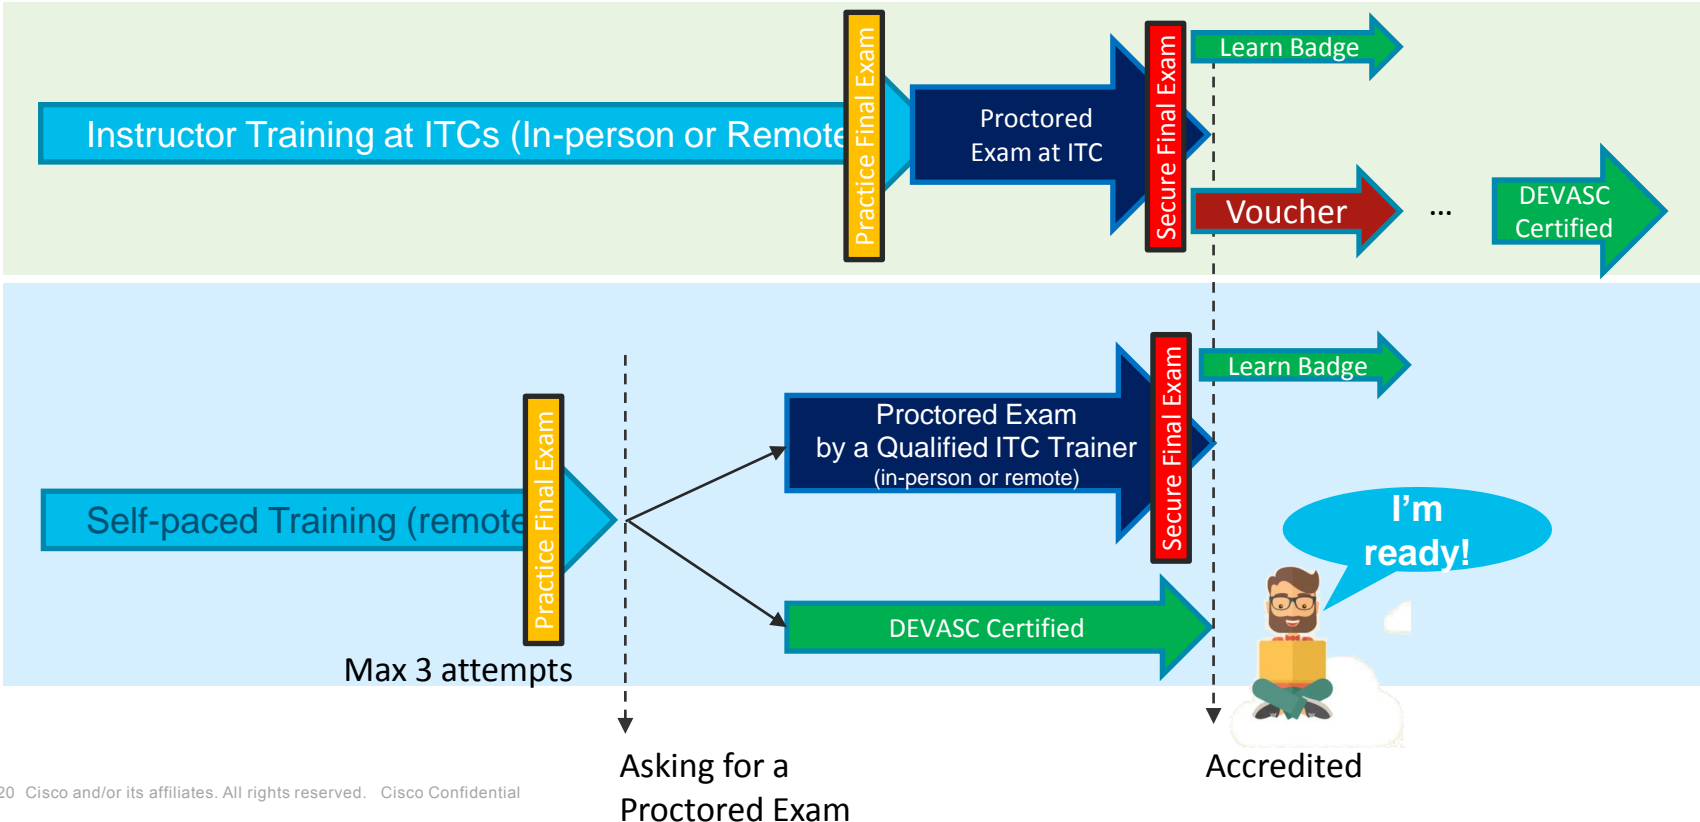 Practice Final Exam
Secure Final Exam
Learn Badge
Instructor Training at ITCs (In-person or Remote
Proctored
Exam at ITC
Voucher
...
DEVASC
Certified
Secure Final Exam
Learn Badge
Practice Final Exam
Proctored Exam
by a Qualified ITC Trainer
(in-person or remote)
Self-paced Training (remote
I’m
ready!
DEVASC Certified
Max 3 attempts
Asking for a
Proctored Exam
Accredited
20 Cisco and/or its affiliates. All rights reserved. Cisco Confidential